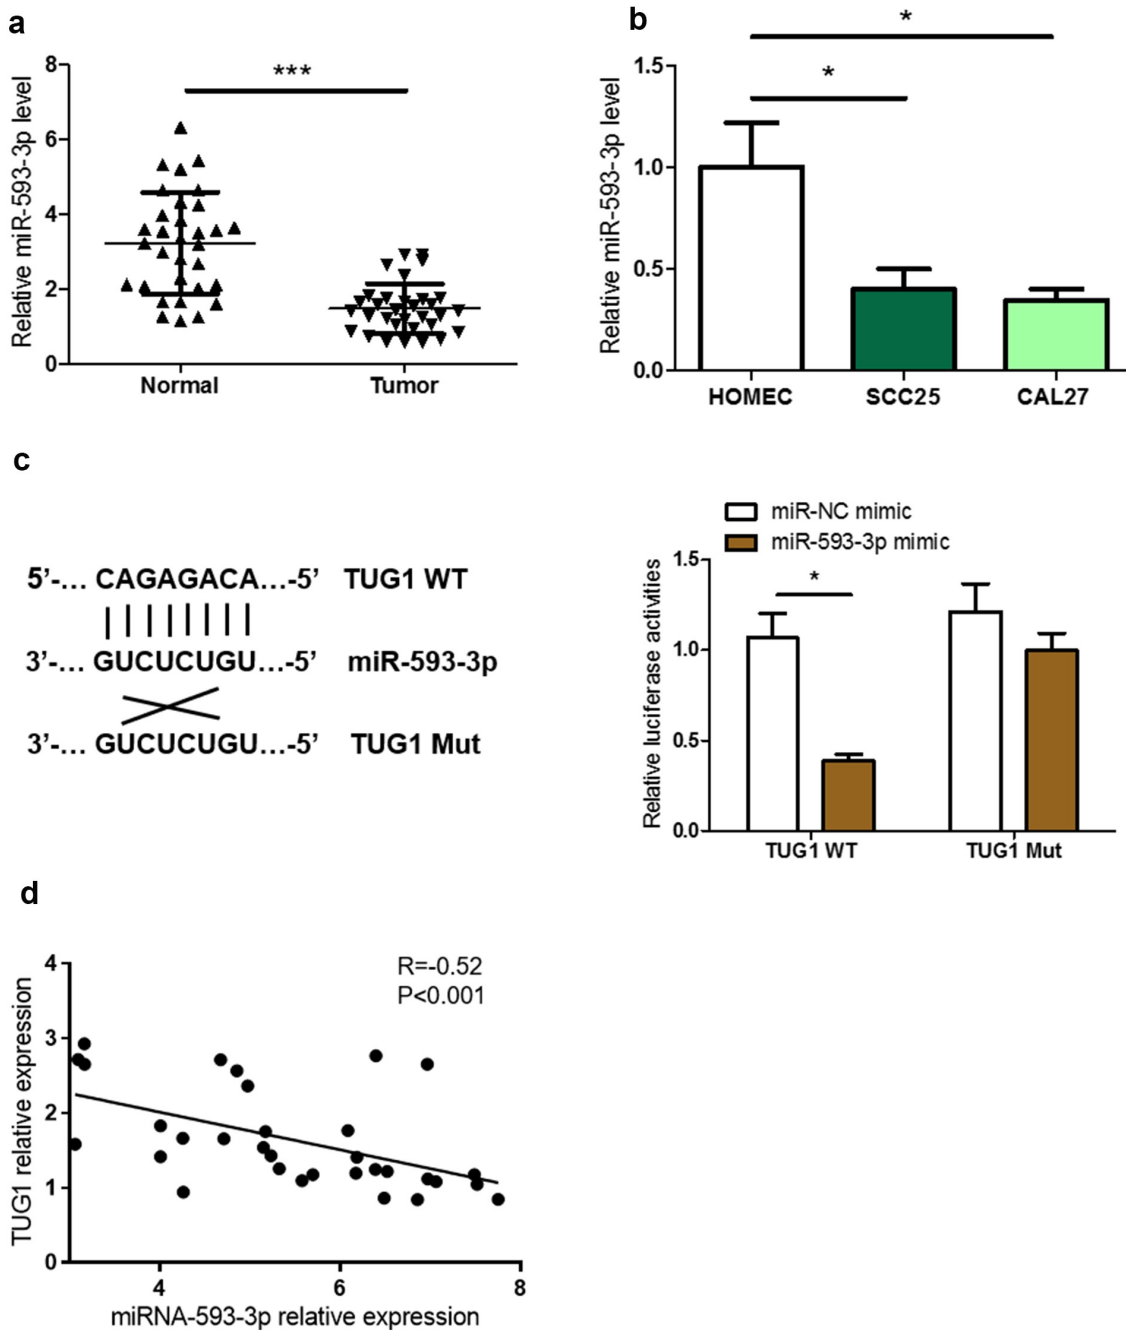 a
Relative miR-593-3p level
8
6
4
2
0
***
Normal
Tumor
b
Relative miR-593-3p level
1.5
1.0
0.5
0.0
*
*
HOMEC
SCC25
CAL27
c
5’-... CAGAGACA...-5’ TUG1 WT
3’-... GUCUCUGU...-5’ miR-593-3p
3’-... GUCUCUGU...-5’ TUG1 Mut
miR-NC mimic
miR-593-3p mimic
Relative luciferase activities
1.5
1.0
0.5
0.0
*
TUG1 WT
TUG1 Mut
d
TUG1 relative expression
4
3
2
1
0
R=-0.52
P<0.001
4
6
8
miRNA-593-3p relative expression